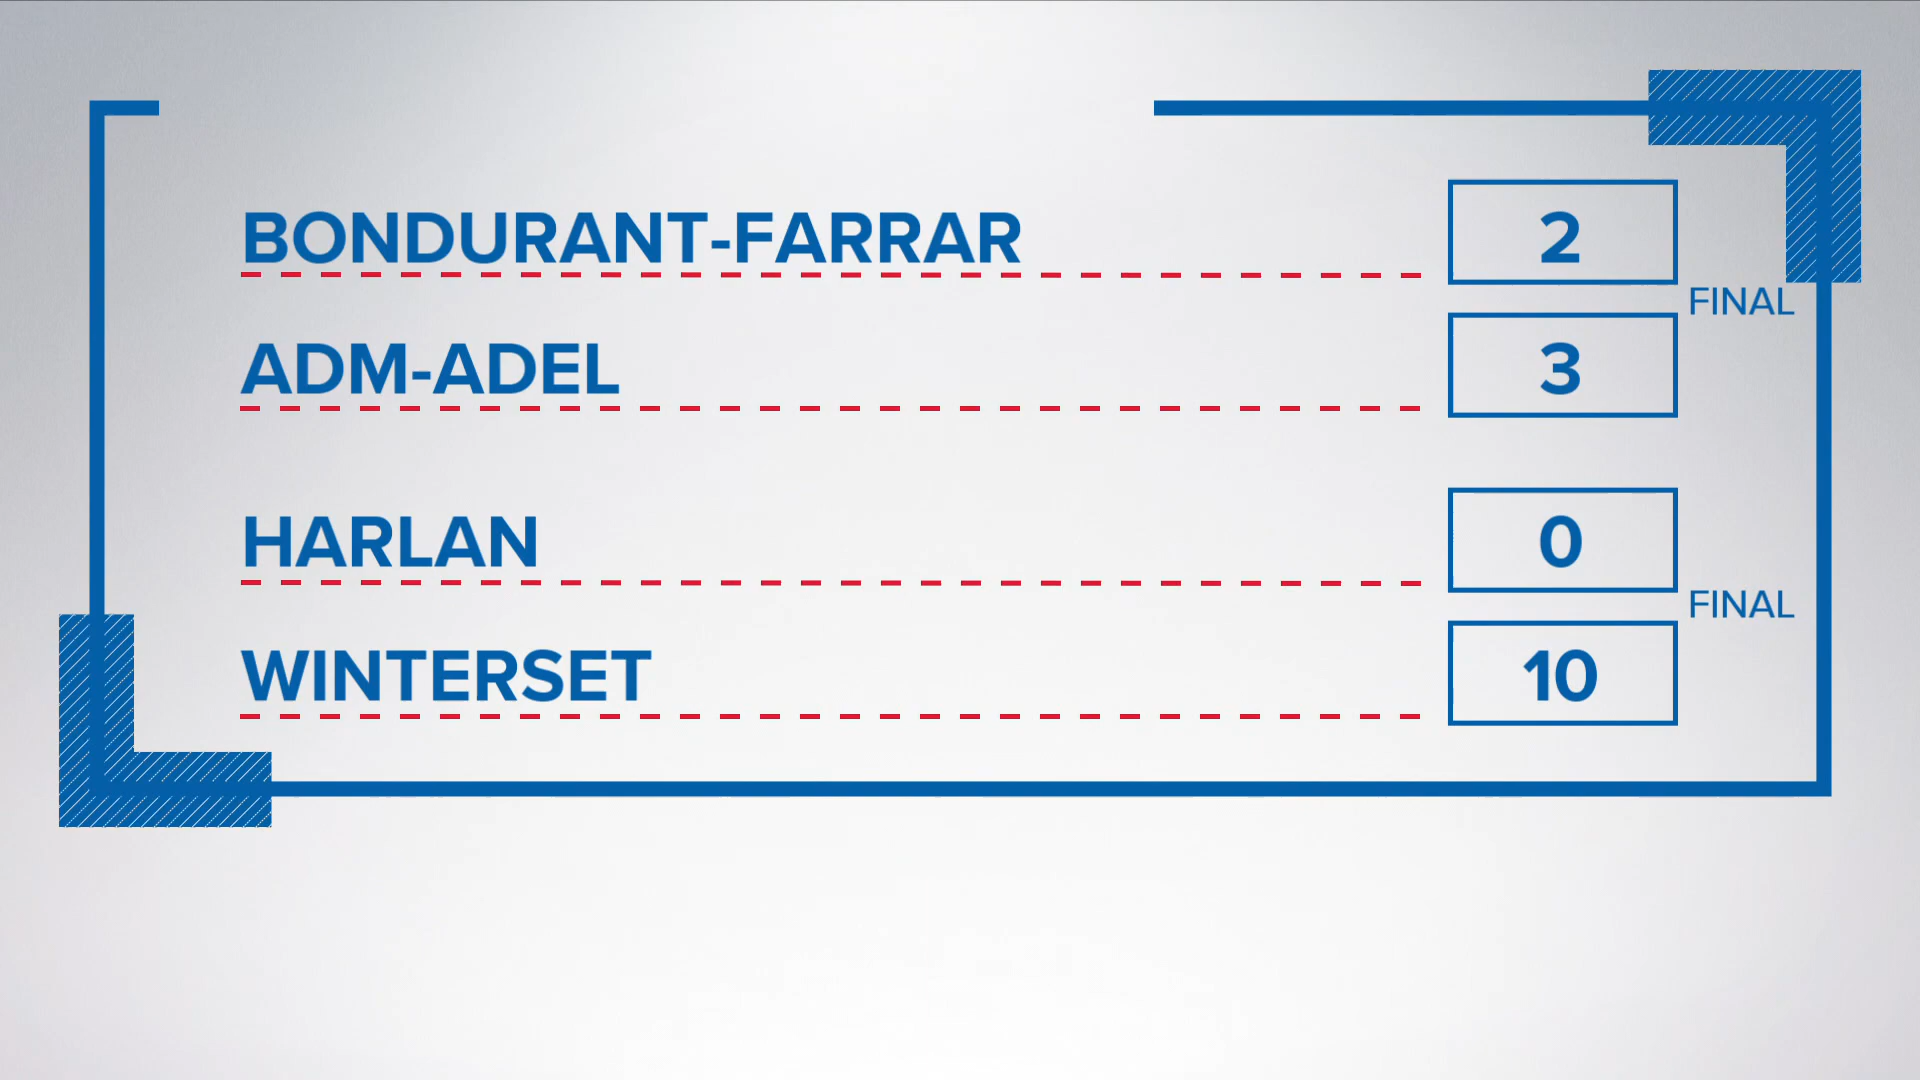 BONDURANT-FARRAR 2
FINAL
ADM-ADEL 3
HARLAN 0
FINAL
WINTERSET 10